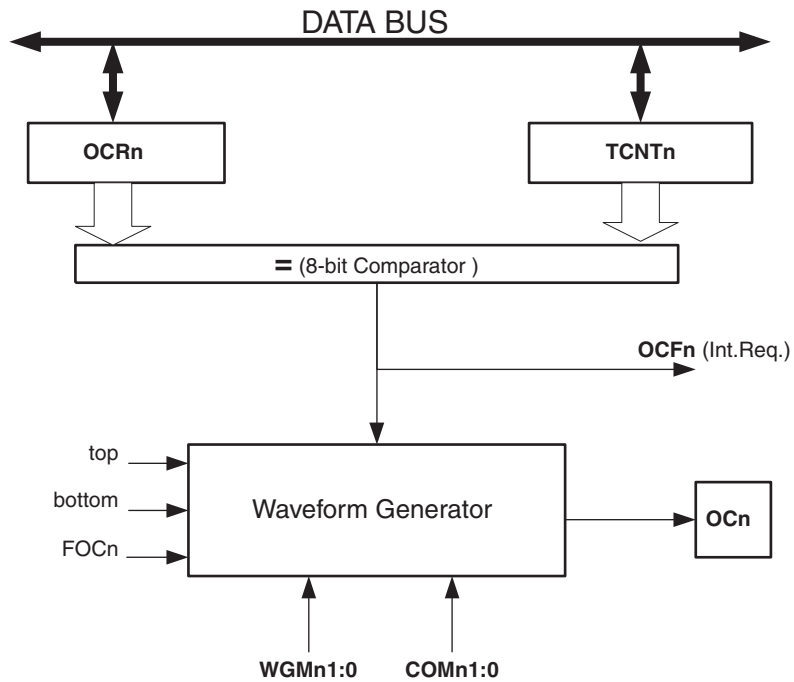 DATA BUS
OCRn
TCNTn
= (8-bit Comparator )
OCFn (Int.Req.)
top
bottom
FOCn
Waveform Generator
OCn
WGMn1:0
COMn1:0